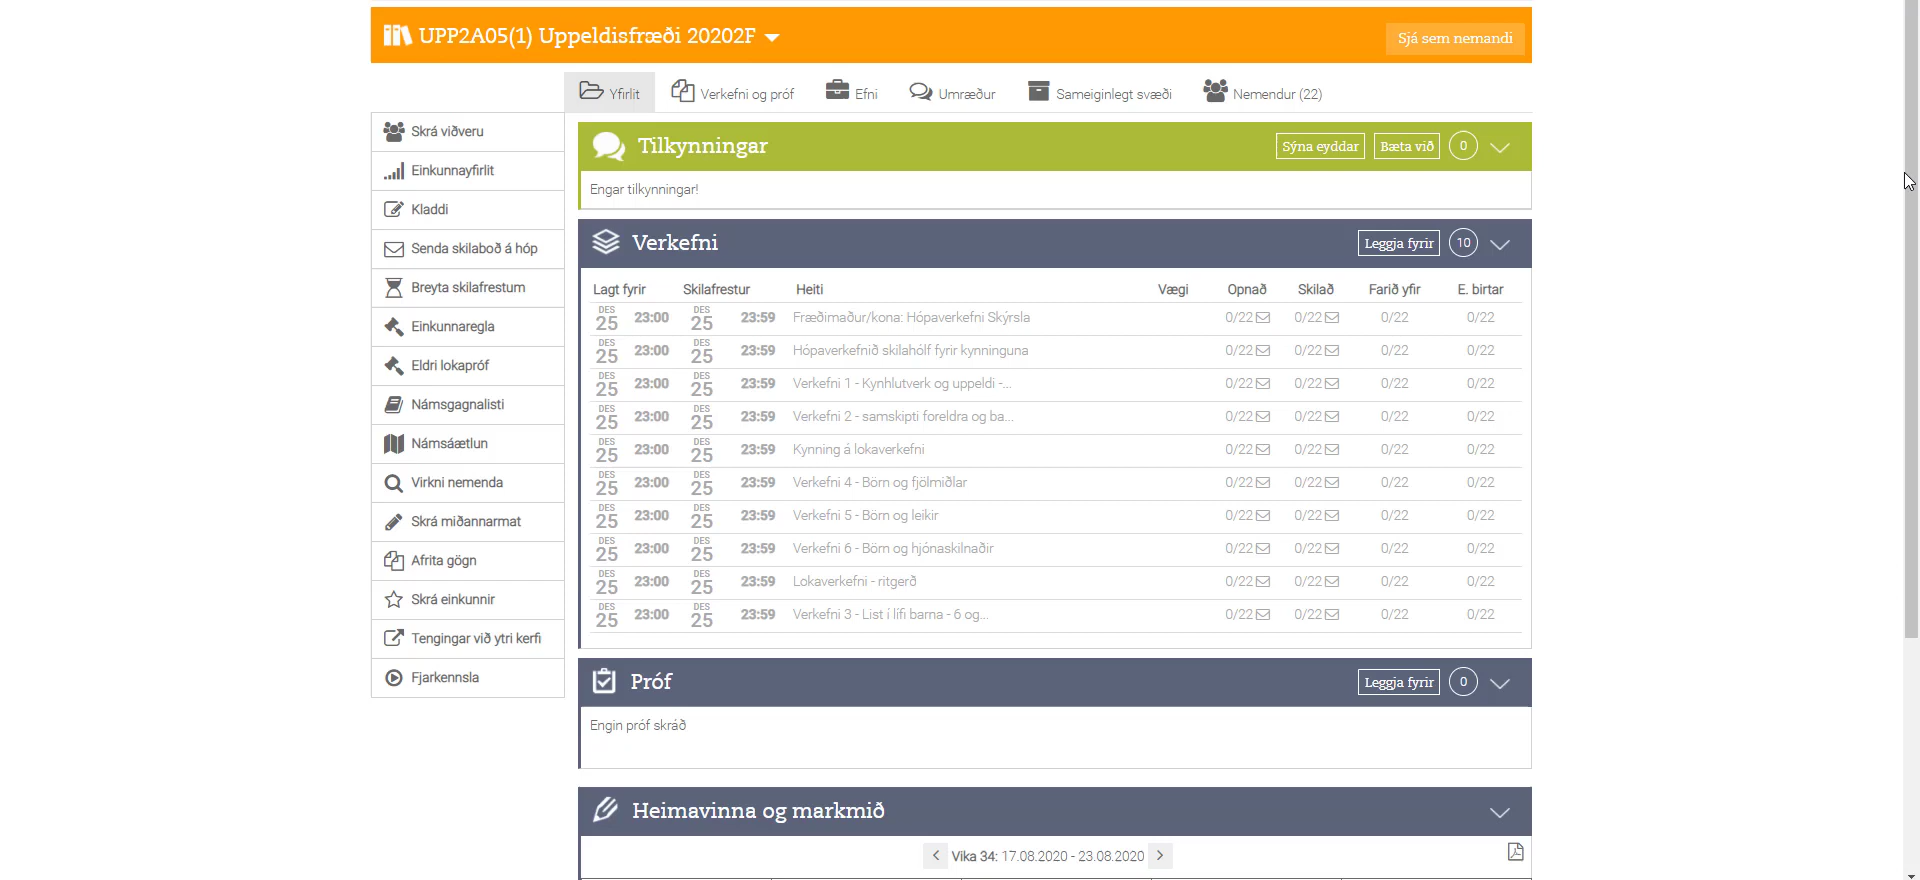 UPP2A05(1) Uppeldisfræði 20202F
Sjá sem nemandi
Yfirlit Verkefni og próf Efni Umræður Sameiginlegt svæði Nemendur (22)
Skrá viðveru
Einkunnayfirlit
Kladdi
Senda skilaboð á hóp
Breyta skilafrestum
Einkunnaregla
Eldri lokapróf
Námsgagnalisti
Námsáætlun
Virkni nemenda
Skrá miðannarmat
Afrita gögn
Skrá einkunnir
Tengingar við ytri kerfi
Fjarkennsla
Tilkynningar Sýna eyddar Bæta við 0
Engar tilkynningar!
Verkefni Leggja fyrir 10
Lagt fyrir Skilafrestur Heiti Vægi Opnað Skilað Farið yfir E. birtar
DES 25 23:00 DES 25 23:59 Fræðimaður/kona: Hópaverkefni Skýrsla 0/22 0/22 0/22 0/22
DES 25 23:00 DES 25 23:59 Hópaverkefnið skilahólf fyrir kynninguna 0/22 0/22 0/22 0/22
DES 25 23:00 DES 25 23:59 Verkefni 1 - Kynhlutverk og uppeldi -... 0/22 0/22 0/22 0/22
DES 25 23:00 DES 25 23:59 Verkefni 2 - samskipti foreldra og ba... 0/22 0/22 0/22 0/22
DES 25 23:00 DES 25 23:59 Kynning á lokaverkefni 0/22 0/22 0/22 0/22
DES 25 23:00 DES 25 23:59 Verkefni 4 - Börn og fjölmiðlar 0/22 0/22 0/22 0/22
DES 25 23:00 DES 25 23:59 Verkefni 5 - Börn og leikir 0/22 0/22 0/22 0/22
DES 25 23:00 DES 25 23:59 Verkefni 6 - Börn og hjónaskilnaðir 0/22 0/22 0/22 0/22
DES 25 23:00 DES 25 23:59 Lokaverkefni - ritgerð 0/22 0/22 0/22 0/22
DES 25 23:00 DES 25 23:59 Verkefni 3 - List í lífi barna - 6 og... 0/22 0/22 0/22 0/22
Próf Leggja fyrir 0
Engin próf skráð
Heimavinna og markmið
Vika 34: 17.08.2020 - 23.08.2020